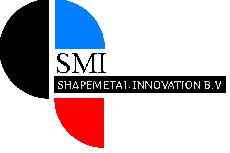 SMI
SHAPEMETAL INNOVATION B.V